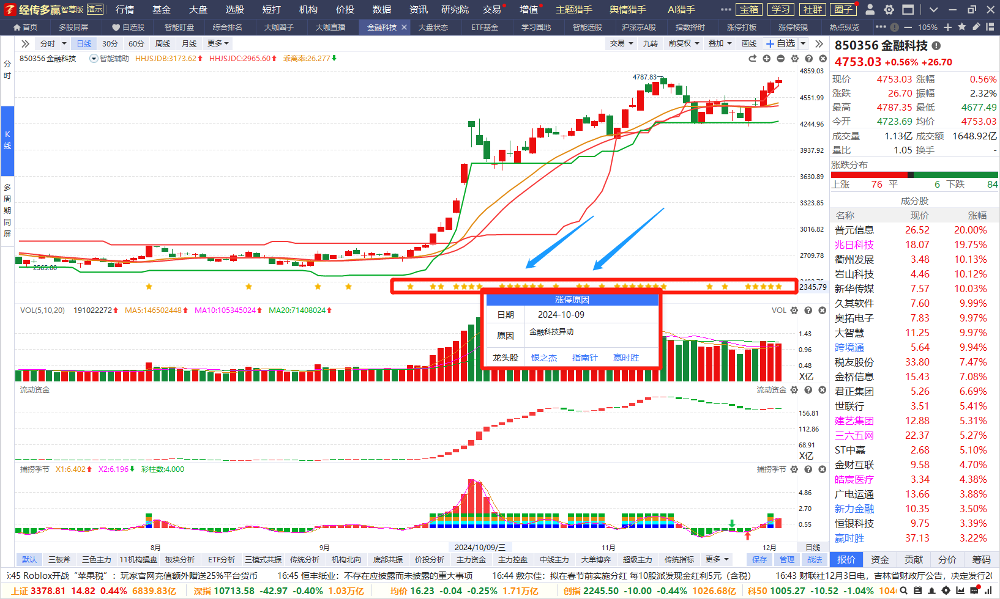 经传多赢 智尊版 演示 行情 基金 大盘 选股 短打 机构 价投 数据 资讯 研究院 交易 增值 主题猎手 舆情猎手 AI猎手 宝箱 学习 社群 圈子
首页 多股同屏 自选股 智能盯盘 综合排名 大咖圈子 大咖直播 金融科技 大盘状态 ETF基金 学习园地 智能选股 沪深京A股 指数择时 涨停打板 涨停棱镜 热点纵览 105%
分时 日线 30分 60分 周线 月线 更多 交易 九转 前复权 叠加 画线 自选
分时
K线
多周期同屏
850356 金融科技 智能辅助 HHJSJDB:3173.62 HHJSJDC:2965.60 乖离率:26.277
4859.03
4787.83
4551.99
4244.96
3937.92
3630.89
3323.85
3016.82
2709.78
2565.00
2345.79
涨停原因
日期 2024-10-09
原因 金融科技异动
龙头股 银之杰 指南针 赢时胜
VOL(5,10,20) 191022272 MA5:146502448 MA10:105345024 MA20:71408024 VOL
1.43
0.96
0.48
X亿
流动资金 流动资金
156.81
112.86
68.91
X亿
捕捞季节 X1:6.402 X2:6.196 彩柱数:4.000 捕捞季节
4.86
2.70
0.55
8月 9月 2024/10/09/三 11月 12月 日线
默认 三板斧 三色主力 11机构操盘 板块分析 ETF分析 三模式共振 传统分析 机构北向 底部共振 价投分析 主力资金 主力控盘 中线主力 大单博弈 超级主力 传统指标 更多 保存 管理 战法
850356 金融科技
4753.03 +0.56% +26.70
现价 4753.03 涨幅 0.56%
涨跌 26.70 振幅 2.32%
最高 4787.35 最低 4677.49
今开 4723.69 均价 4753.03
成交量 1.13亿 成交额 1648.92亿
量比 1.05 换手 -
涨跌分布
上涨 76 平 6 下跌 84
成分股
名称 现价 涨幅
普元信息 26.52 20.00%
兆日科技 18.07 19.75%
衢州发展 3.48 10.13%
岩山科技 4.46 10.12%
新华传媒 7.57 10.03%
久其软件 7.60 9.99%
奥拓电子 7.83 9.97%
大智慧 11.25 9.97%
跨境通 5.64 9.94%
税友股份 33.80 7.47%
金桥信息 15.43 7.08%
君正集团 5.26 6.69%
世联行 3.51 5.41%
建艺集团 12.88 5.31%
三六五网 22.37 5.27%
ST中嘉 2.68 5.10%
金财互联 9.58 4.70%
皓宸医疗 3.34 4.38%
广电运通 13.66 3.88%
新力金融 10.35 3.50%
恒银科技 9.75 3.39%
赢时胜 37.13 3.22%
报价 资金 贡献 分价 筹码
:45 Roblox开战“苹果税”：玩家官网充值额外赠送25%平台货币 16:45 恒丰纸业：不存在应披露而未披露的重大事项 16:44 敷尔佳：拟在春节前实施分红 每10股派发现金红利5元（含税） 16:43 财联社12月3日电，吉林省财政厅公告，决定发行20
上证 3378.81 14.82 0.44% 6839.83亿 深指 10713.58 -42.97 -0.40% 1.03万亿 均价 16.23 -0.04 -0.25% 1.71万亿 创指 2245.50 -10.00 -0.44% 1026.68亿 科50 1005.27 -10.52 -1.04% 104